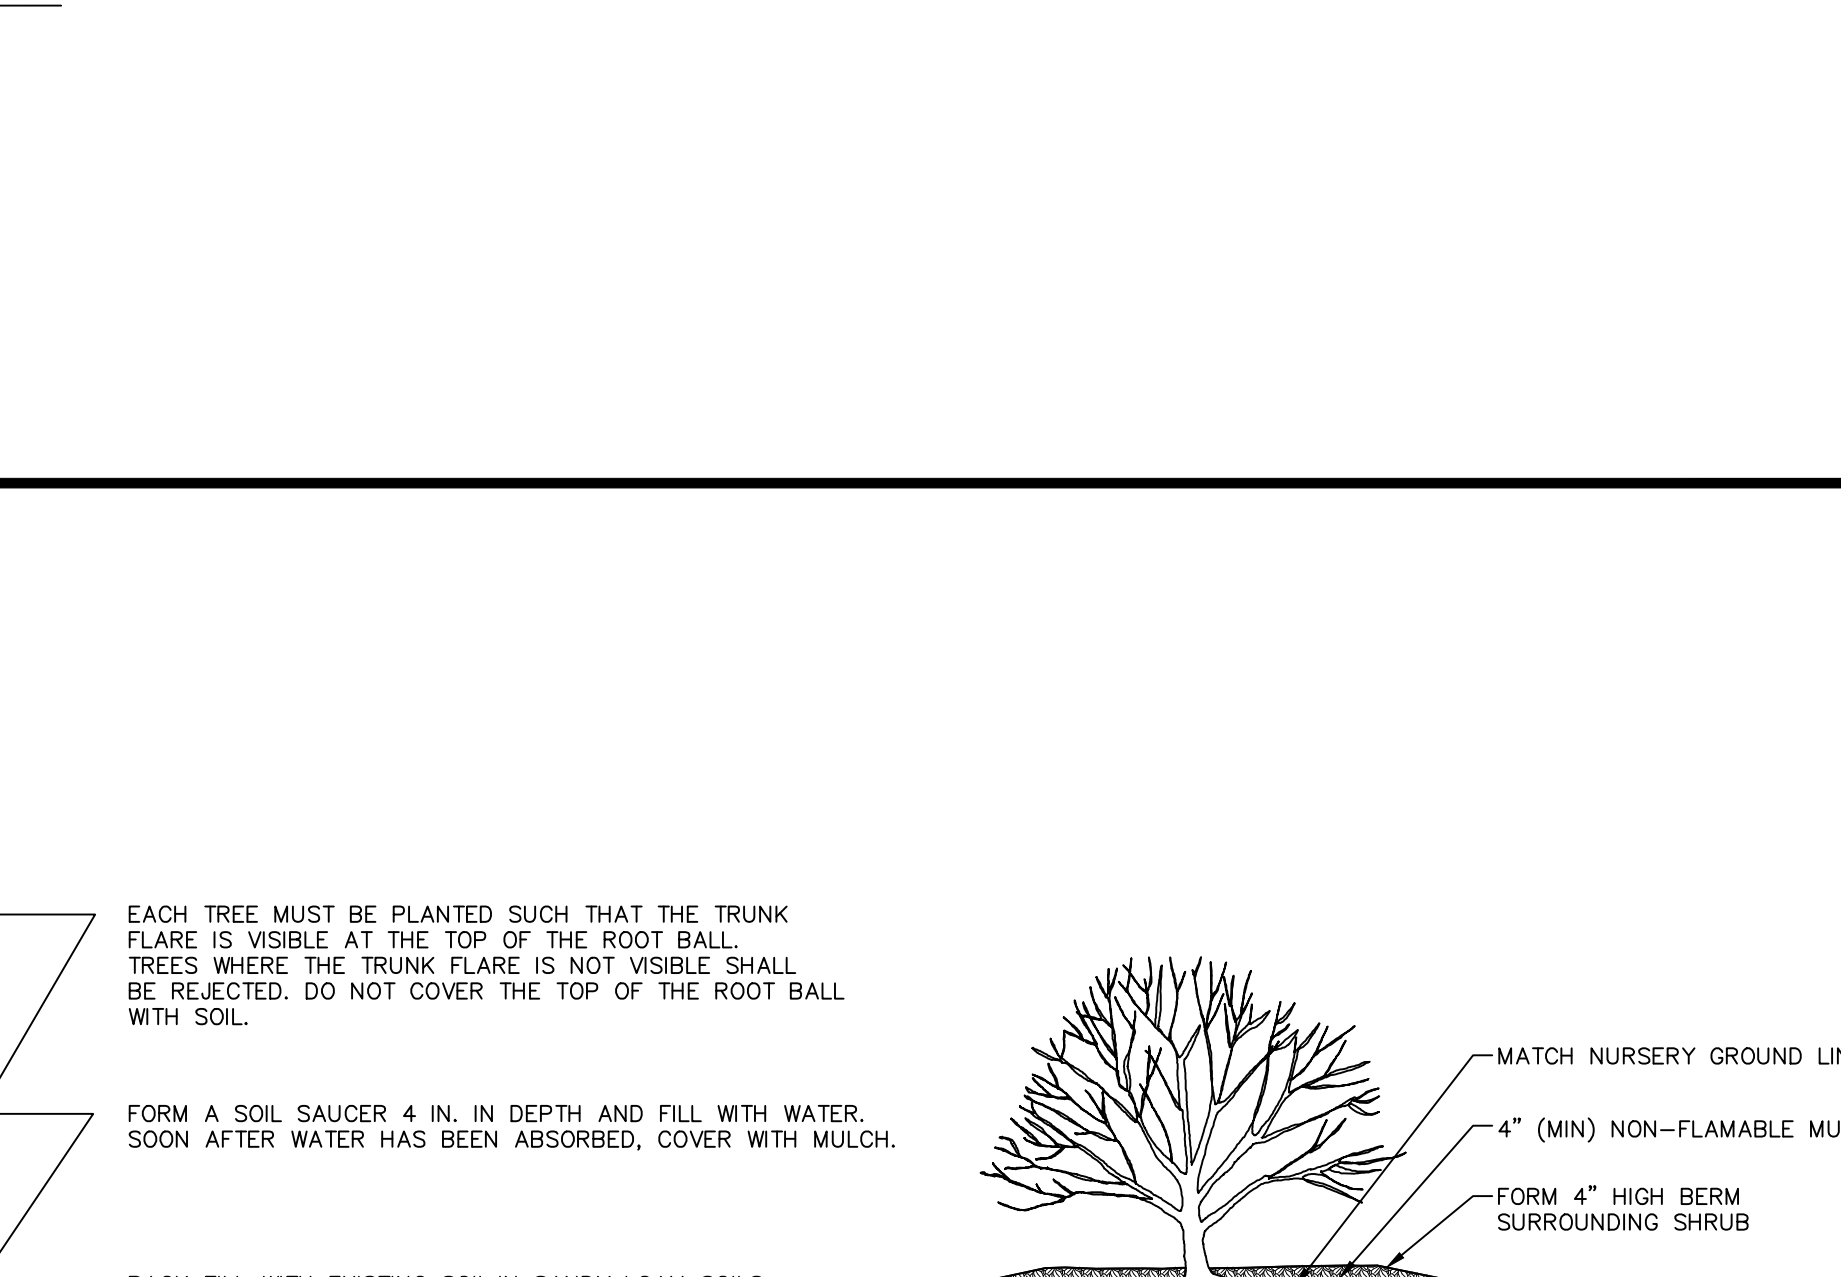 EACH TREE MUST BE PLANTED SUCH THAT THE TRUNK
FLARE IS VISIBLE AT THE TOP OF THE ROOT BALL.
TREES WHERE THE TRUNK FLARE IS NOT VISIBLE SHALL
BE REJECTED. DO NOT COVER THE TOP OF THE ROOT BALL
WITH SOIL.
FORM A SOIL SAUCER 4 IN. IN DEPTH AND FILL WITH WATER.
SOON AFTER WATER HAS BEEN ABSORBED, COVER WITH MULCH.
MATCH NURSERY GROUND
4” (MIN) NON–FLAMABLE
FORM 4” HIGH BERM
SURROUNDING SHRUB